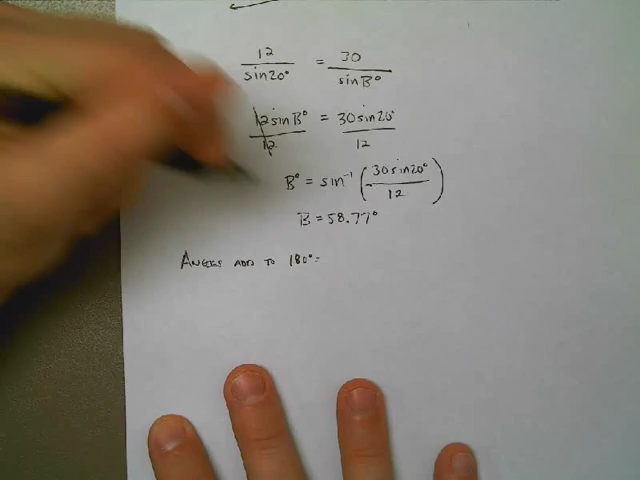 12 / sin20° = 30 / sinB°
12sinB° / 12 = 30sin20° / 12
B° = sin⁻¹ (30sin20° / 12)
B = 58.77°
ANGLES ADD TO 180°=